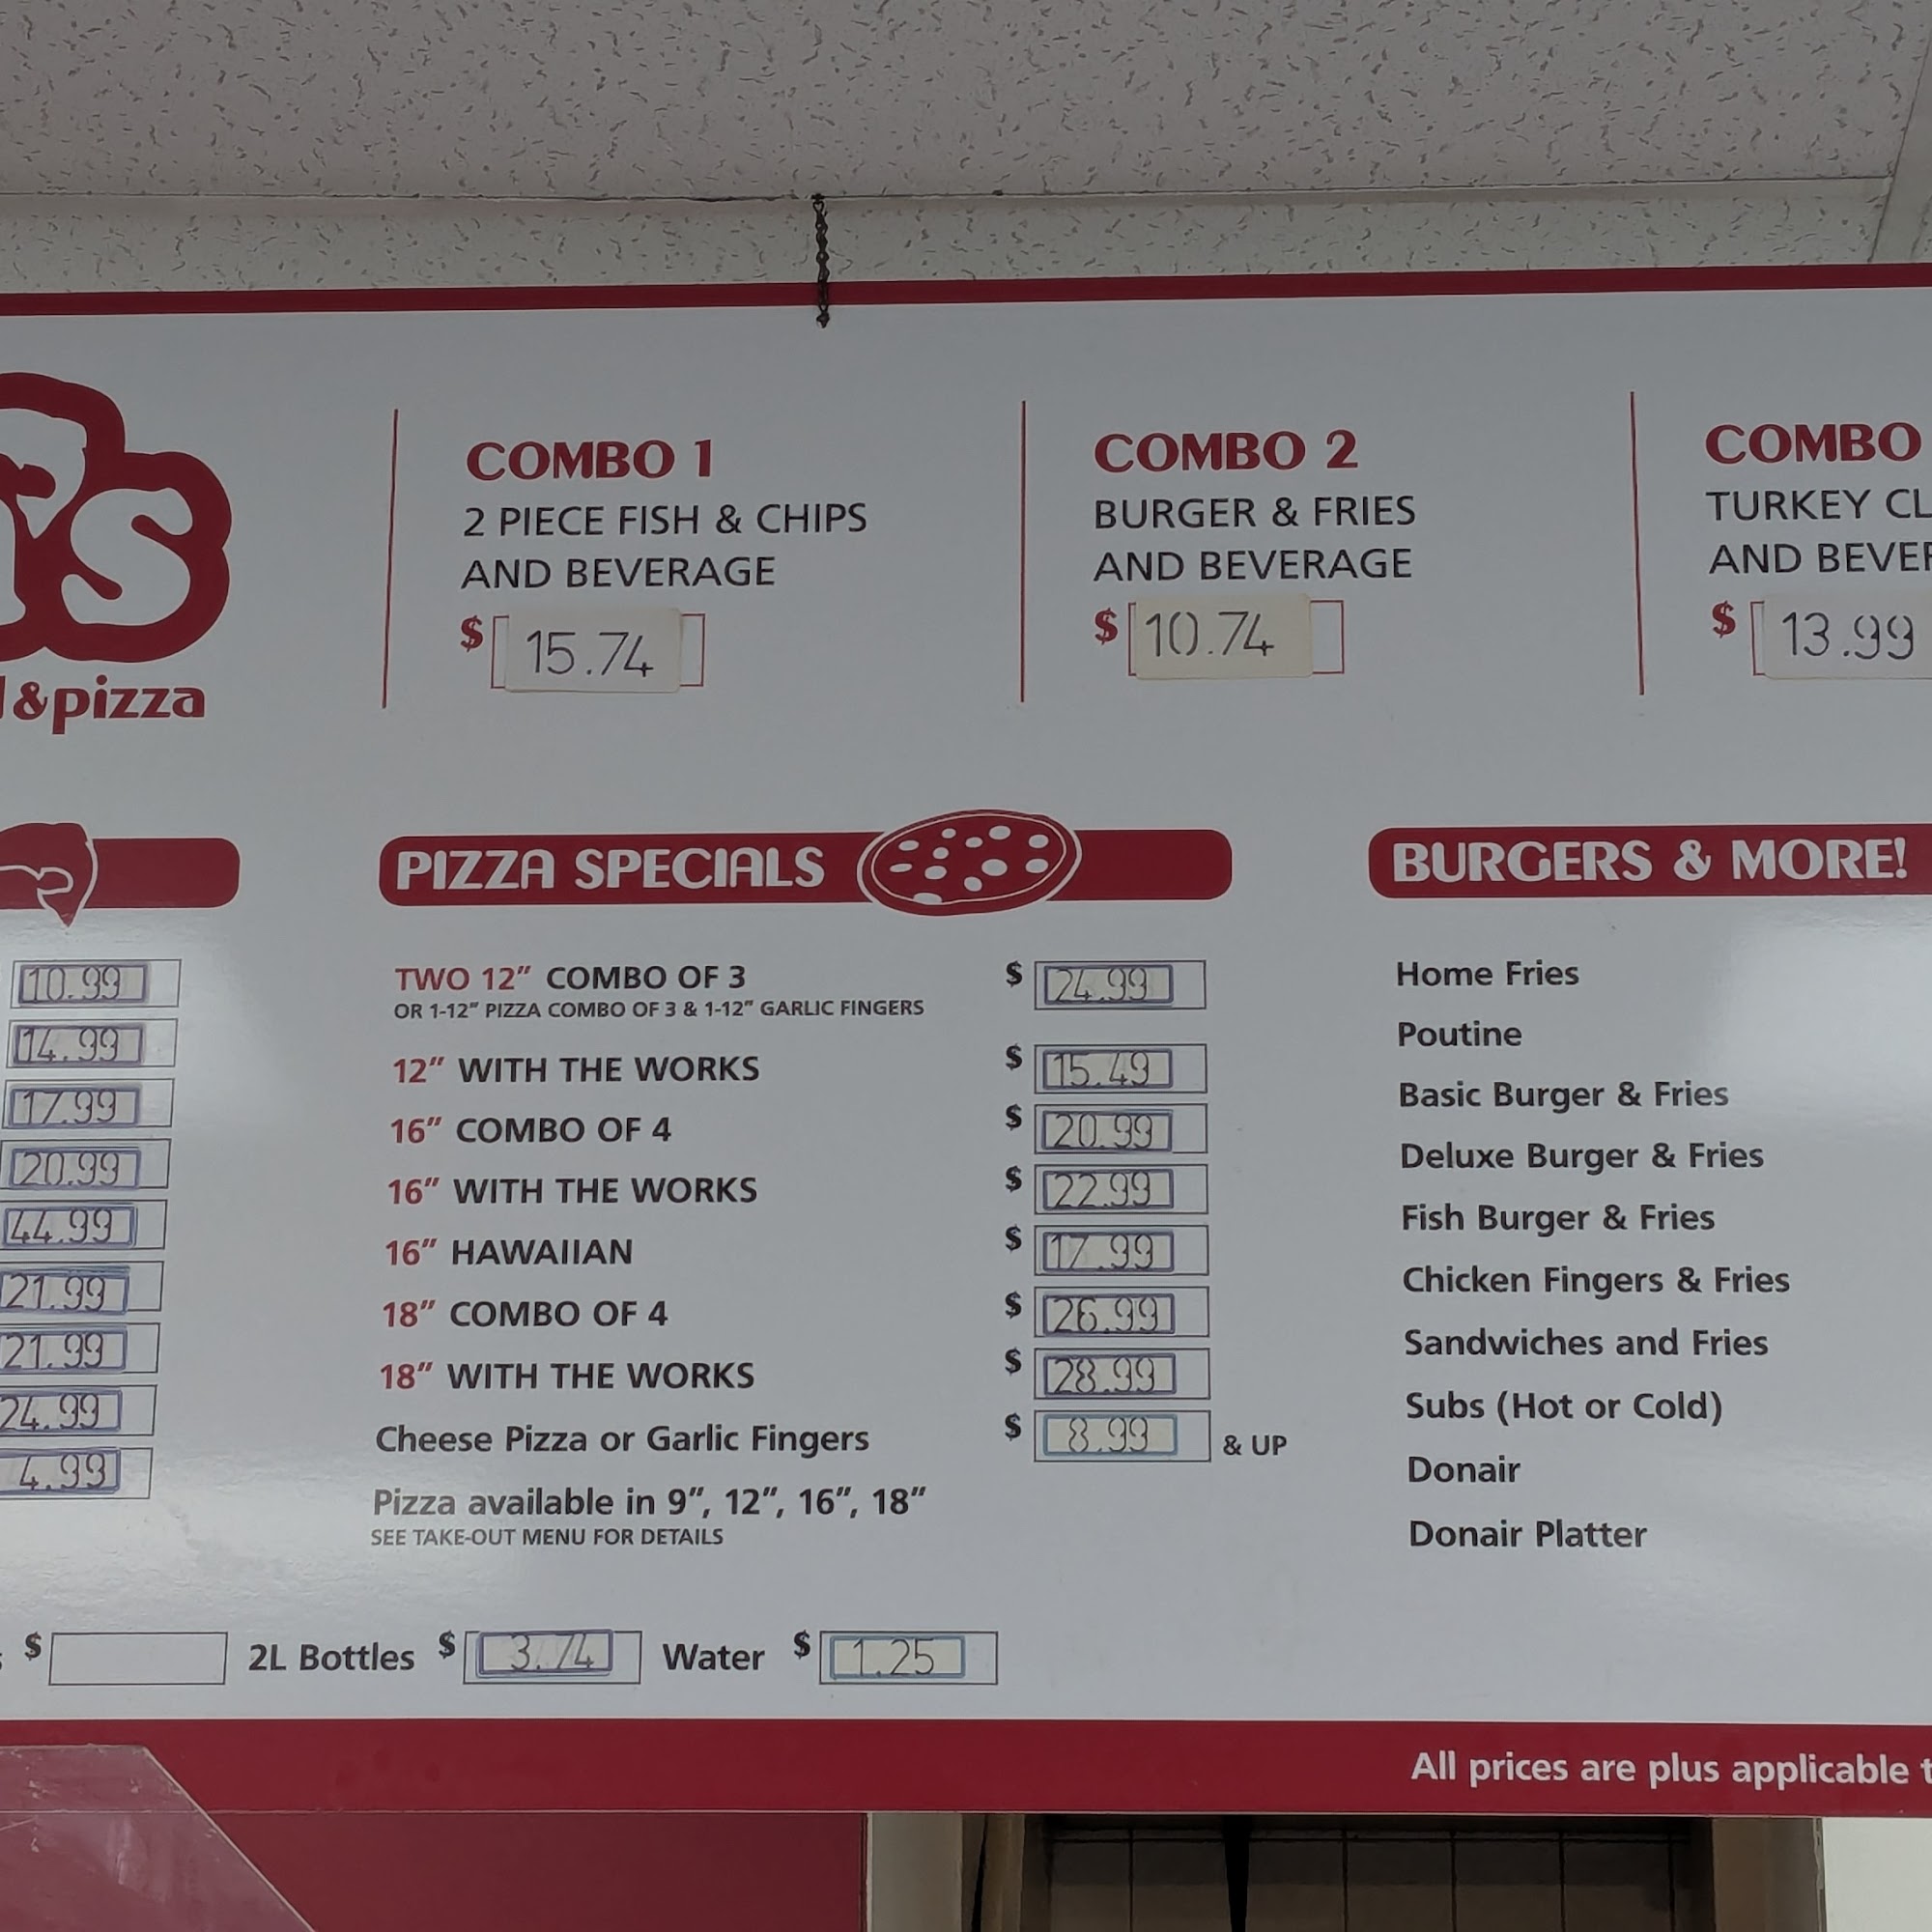 's
&pizza
COMBO 1
2 PIECE FISH & CHIPS
AND BEVERAGE
$ 15.74
COMBO 2
BURGER & FRIES
AND BEVERAGE
$ 10.74
COMBO
TURKEY CL
AND BEVER
$ 13.99
10.99
14.99
17.99
20.99
44.99
21.99
21.99
24.99
4.99
PIZZA SPECIALS
TWO 12" COMBO OF 3 $ 24.99
OR 1-12" PIZZA COMBO OF 3 & 1-12" GARLIC FINGERS
12" WITH THE WORKS $ 15.49
16" COMBO OF 4 $ 20.99
16" WITH THE WORKS $ 22.99
16" HAWAIIAN $ 17.99
18" COMBO OF 4 $ 26.99
18" WITH THE WORKS $ 28.99
Cheese Pizza or Garlic Fingers $ 8.99 & UP
Pizza available in 9", 12", 16", 18"
SEE TAKE-OUT MENU FOR DETAILS
BURGERS & MORE!
Home Fries
Poutine
Basic Burger & Fries
Deluxe Burger & Fries
Fish Burger & Fries
Chicken Fingers & Fries
Sandwiches and Fries
Subs (Hot or Cold)
Donair
Donair Platter
$ 2L Bottles $ 3.74 Water $ 1.25
All prices are plus applicable t